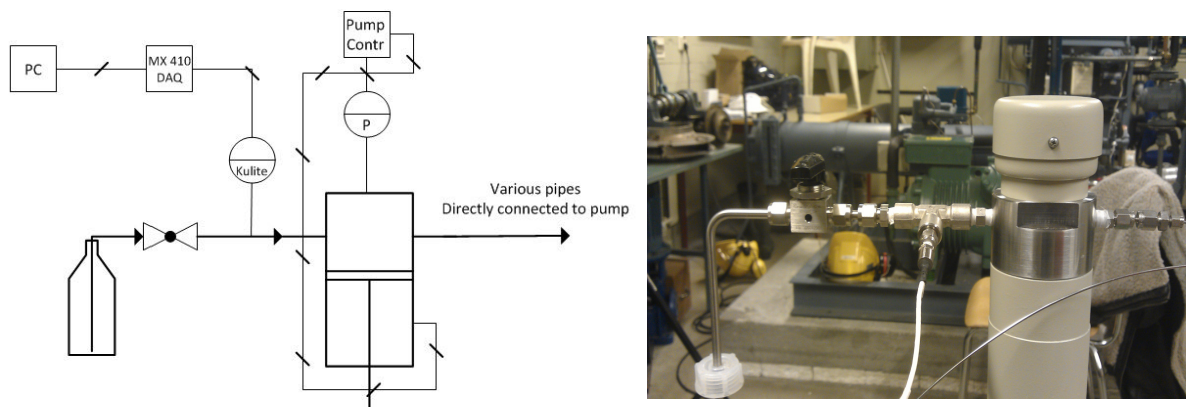 Pump
Contr
PC
MX 410
DAQ
P
Kulite
Various pipes
Directly connected to pump